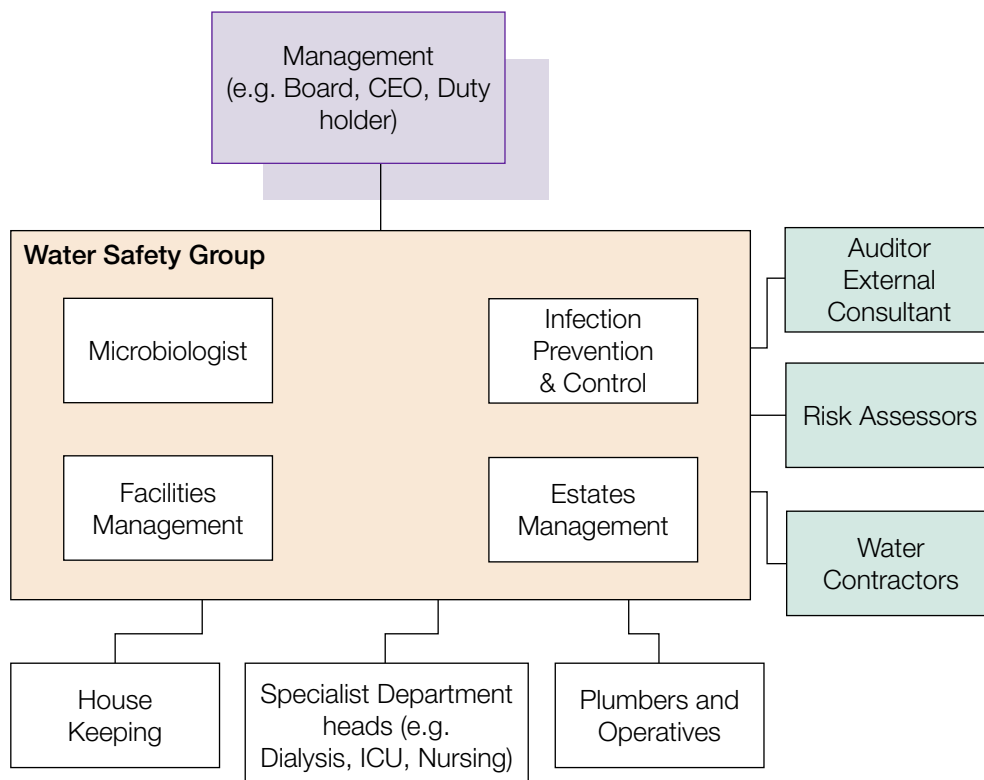 Management
(e.g. Board, CEO, Duty
holder)
Water Safety Group
Microbiologist
Infection
Prevention
& Control
Facilities
Management
Estates
Management
Auditor
External
Consultant
Risk Assessors
Water
Contractors
House
Keeping
Specialist Department
heads (e.g.
Dialysis, ICU, Nursing)
Plumbers and
Operatives